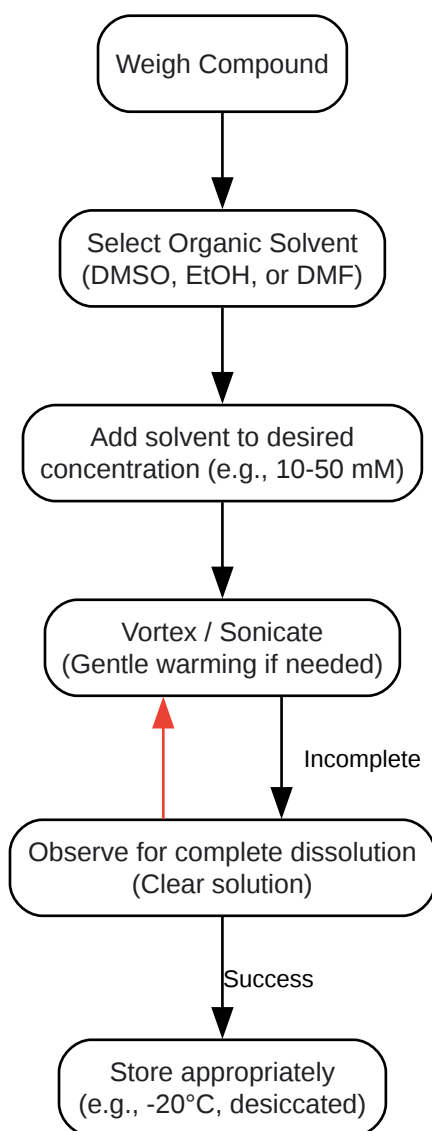 Weigh Compound
Select Organic Solvent
(DMSO, EtOH, or DMF)
Add solvent to desired
concentration (e.g., 10-50 mM)
Vortex / Sonicate
(Gentle warming if needed)
Incomplete
Observe for complete dissolution
(Clear solution)
Success
Store appropriately
(e.g., -20°C, desiccated)